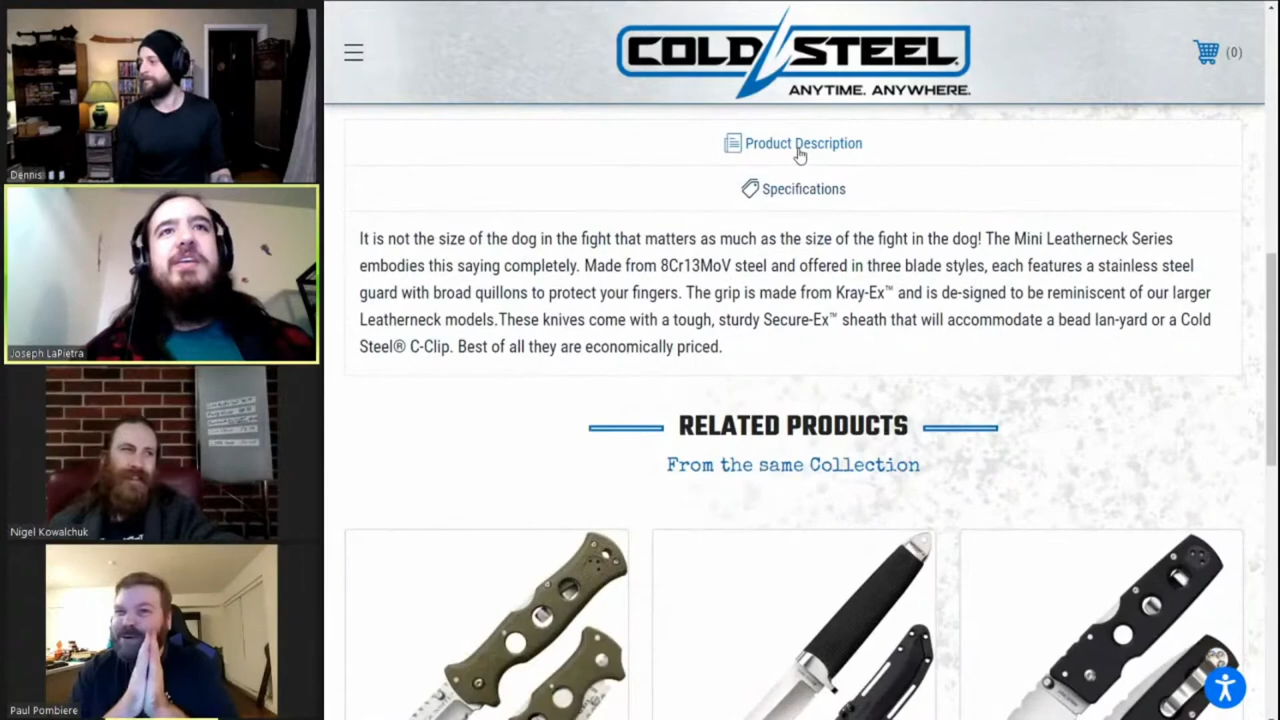 COLD STEEL
ANYTIME. ANYWHERE.
(0)
Product Description
Specifications
It is not the size of the dog in the fight that matters as much as the size of the fight in the dog! The Mini Leatherneck Series
embodies this saying completely. Made from 8Cr13MoV steel and offered in three blade styles, each features a stainless steel
guard with broad quillons to protect your fingers. The grip is made from Kray-Ex™ and is de-signed to be reminiscent of our larger
Leatherneck models.These knives come with a tough, sturdy Secure-Ex™ sheath that will accommodate a bead lan-yard or a Cold
Steel® C-Clip. Best of all they are economically priced.
RELATED PRODUCTS
From the same Collection
Dennis
Joseph LaPietra
Nigel Kowalchuk
Paul Pombiere